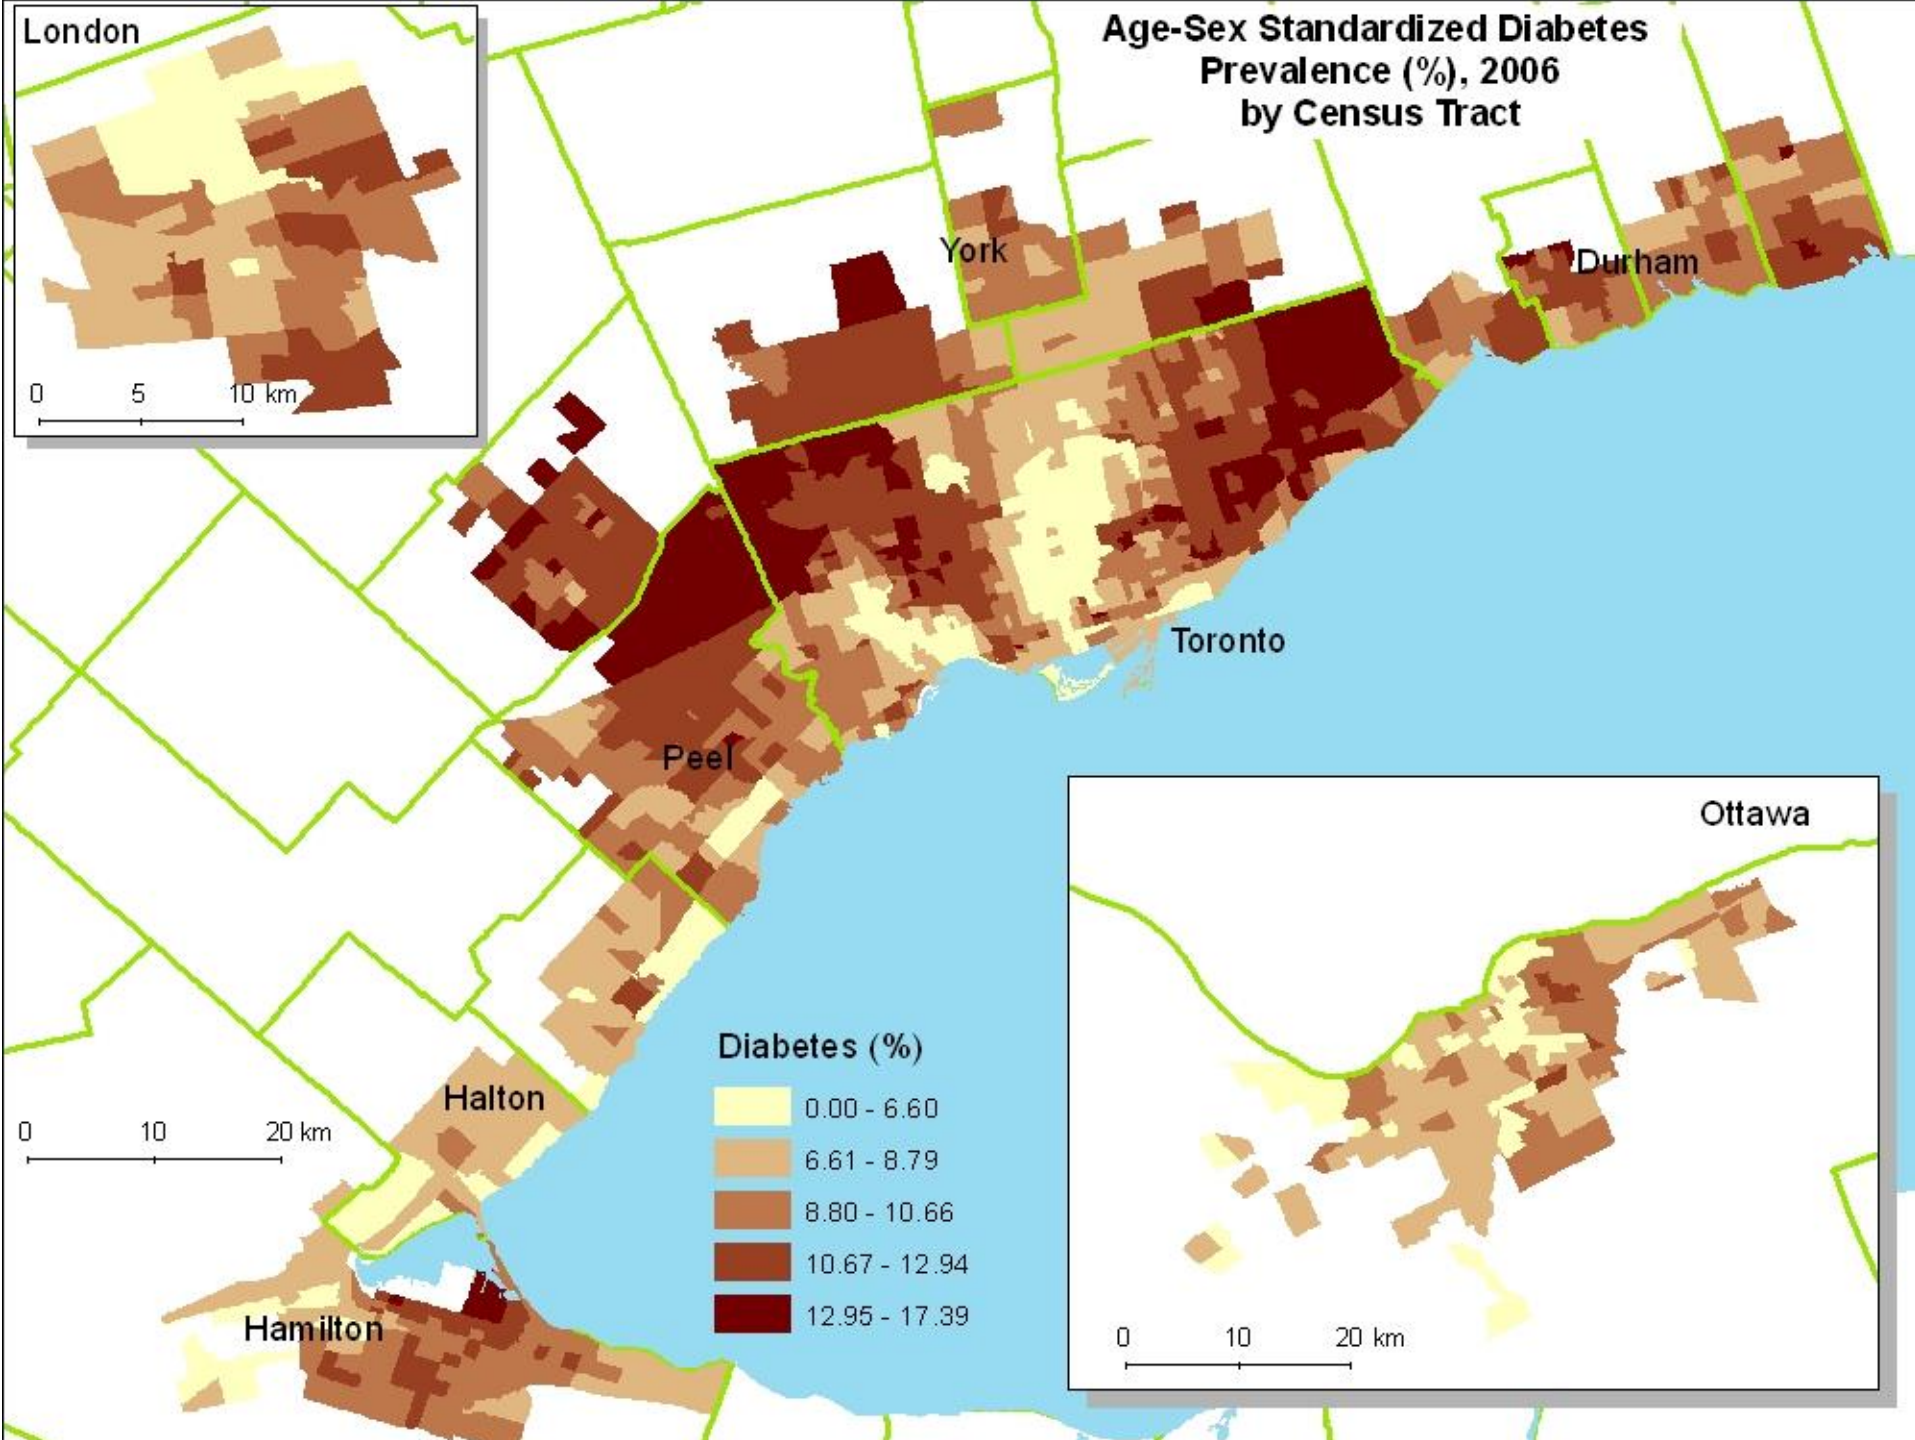 London
Age-Sex Standardized Diabetes
Prevalence (%), 2006
by Census Tract
York
Durham
0 5 10 km
Toronto
Peel
Ottawa
Diabetes (%)
0.00 - 6.60
6.61 - 8.79
8.80 - 10.66
10.67 - 12.94
12.95 - 17.39
Halton
0 10 20 km
Hamilton
0 10 20 km